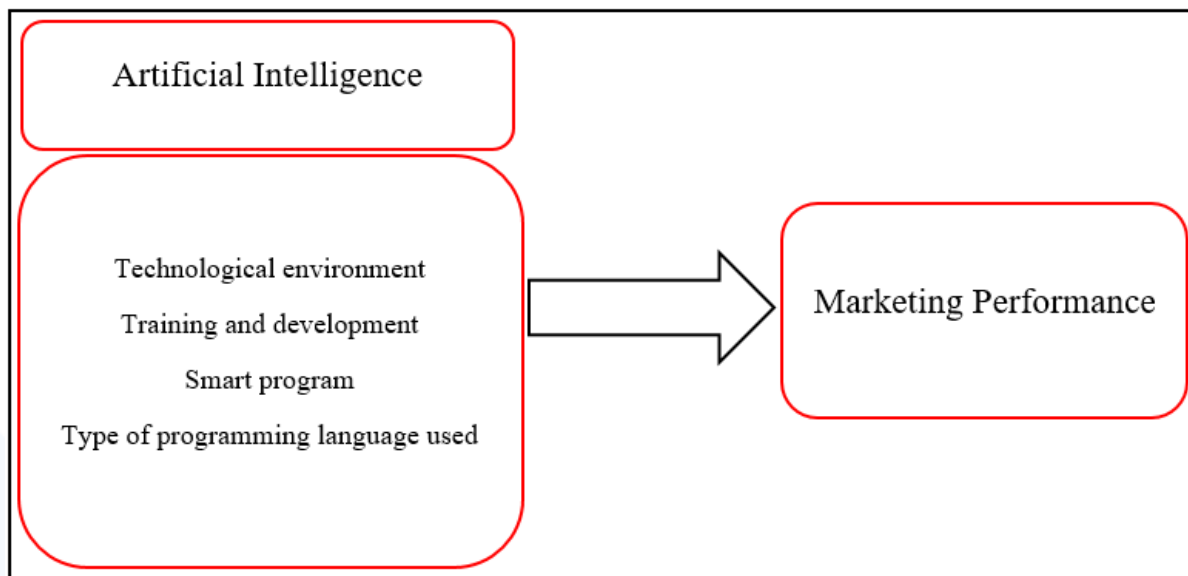 Artificial Intelligence
Technological environment
Training and development
Smart program
Type of programming language used
Marketing Performance